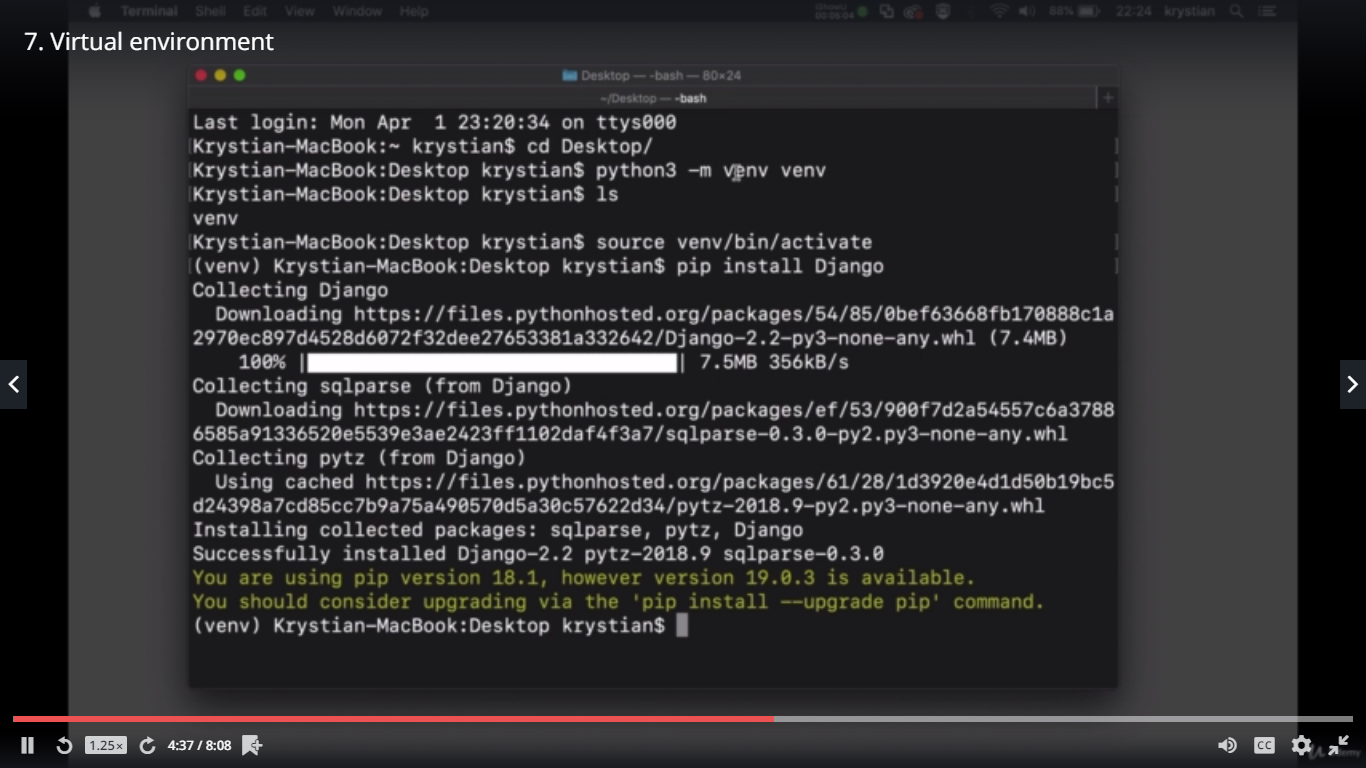 Terminal Shell Edit View Window Help 88% 22:24 krystian
7. Virtual environment
Desktop — -bash — 80×24
~/Desktop — -bash
Last login: Mon Apr  1 23:20:34 on ttys000
Krystian-MacBook:~ krystian$ cd Desktop/
Krystian-MacBook:Desktop krystian$ python3 -m venv venv
Krystian-MacBook:Desktop krystian$ ls
venv
Krystian-MacBook:Desktop krystian$ source venv/bin/activate
(venv) Krystian-MacBook:Desktop krystian$ pip install Django
Collecting Django
  Downloading https://files.pythonhosted.org/packages/54/85/0bef63668fb170888c1a
2970ec897d4528d6072f32dee27653381a332642/Django-2.2-py3-none-any.whl (7.4MB)
    100% || 7.5MB 356kB/s
Collecting sqlparse (from Django)
  Downloading https://files.pythonhosted.org/packages/ef/53/900f7d2a54557c6a3788
6585a91336520e5539e3ae2423ff1102daf4f3a7/sqlparse-0.3.0-py2.py3-none-any.whl
Collecting pytz (from Django)
  Using cached https://files.pythonhosted.org/packages/61/28/1d3920e4d1d50b19bc5
d24398a7cd85cc7b9a75a490570d5a30c57622d34/pytz-2018.9-py2.py3-none-any.whl
Installing collected packages: sqlparse, pytz, Django
Successfully installed Django-2.2 pytz-2018.9 sqlparse-0.3.0
You are using pip version 18.1, however version 19.0.3 is available.
You should consider upgrading via the 'pip install --upgrade pip' command.
(venv) Krystian-MacBook:Desktop krystian$
1.25× 4:37 / 8:08 CC